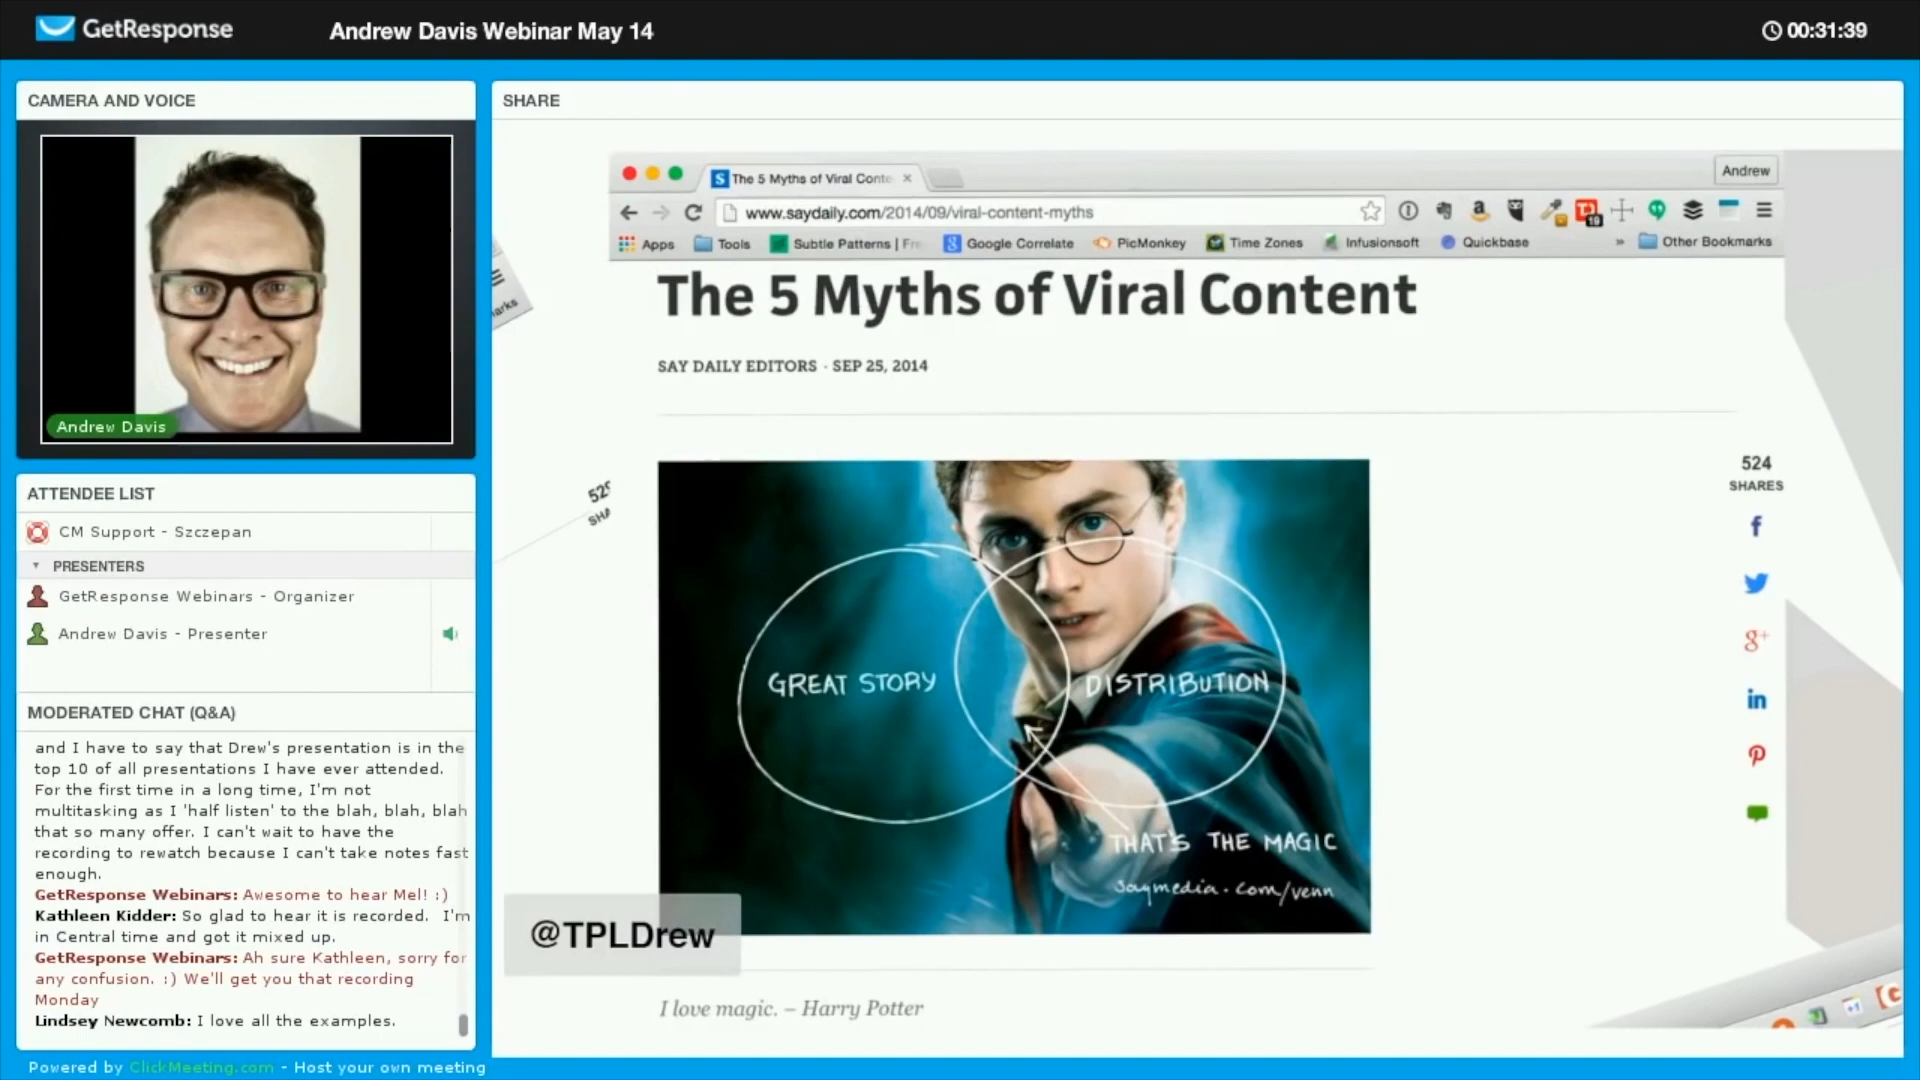 GetResponse
Andrew Davis Webinar May 14
00:31:39
CAMERA AND VOICE
Andrew Davis
ATTENDEE LIST
CM Support - Szczepan
PRESENTERS
GetResponse Webinars - Organizer
Andrew Davis - Presenter
MODERATED CHAT (Q&A)
and I have to say that Drew's presentation is in the
top 10 of all presentations I have ever attended.
For the first time in a long time, I'm not
multitasking as I 'half listen' to the blah, blah, blah
that so many offer. I can't wait to have the
recording to rewatch because I can't take notes fast
enough.
GetResponse Webinars: Awesome to hear Mel! :)
Kathleen Kidder: So glad to hear it is recorded. I'm
in Central time and got it mixed up.
GetResponse Webinars: Ah sure Kathleen, sorry for
any confusion. :) We'll get you that recording
Monday
Lindsey Newcomb: I love all the examples.
Powered by ClickMeeting.com - Host your own meeting
SHARE
The 5 Myths of Viral Conte
Andrew
www.saydaily.com/2014/09/viral-content-myths
19
Apps Tools Subtle Patterns | Fre Google Correlate PicMonkey Time Zones Infusionsoft Quickbase » Other Bookmarks
arks
The 5 Myths of Viral Content
SAY DAILY EDITORS · SEP 25, 2014
524
SHARES
525
SHA
GREAT STORY
DISTRIBUTION
THAT'S THE MAGIC
saymedia.com/venn
@TPLDrew
I love magic. – Harry Potter